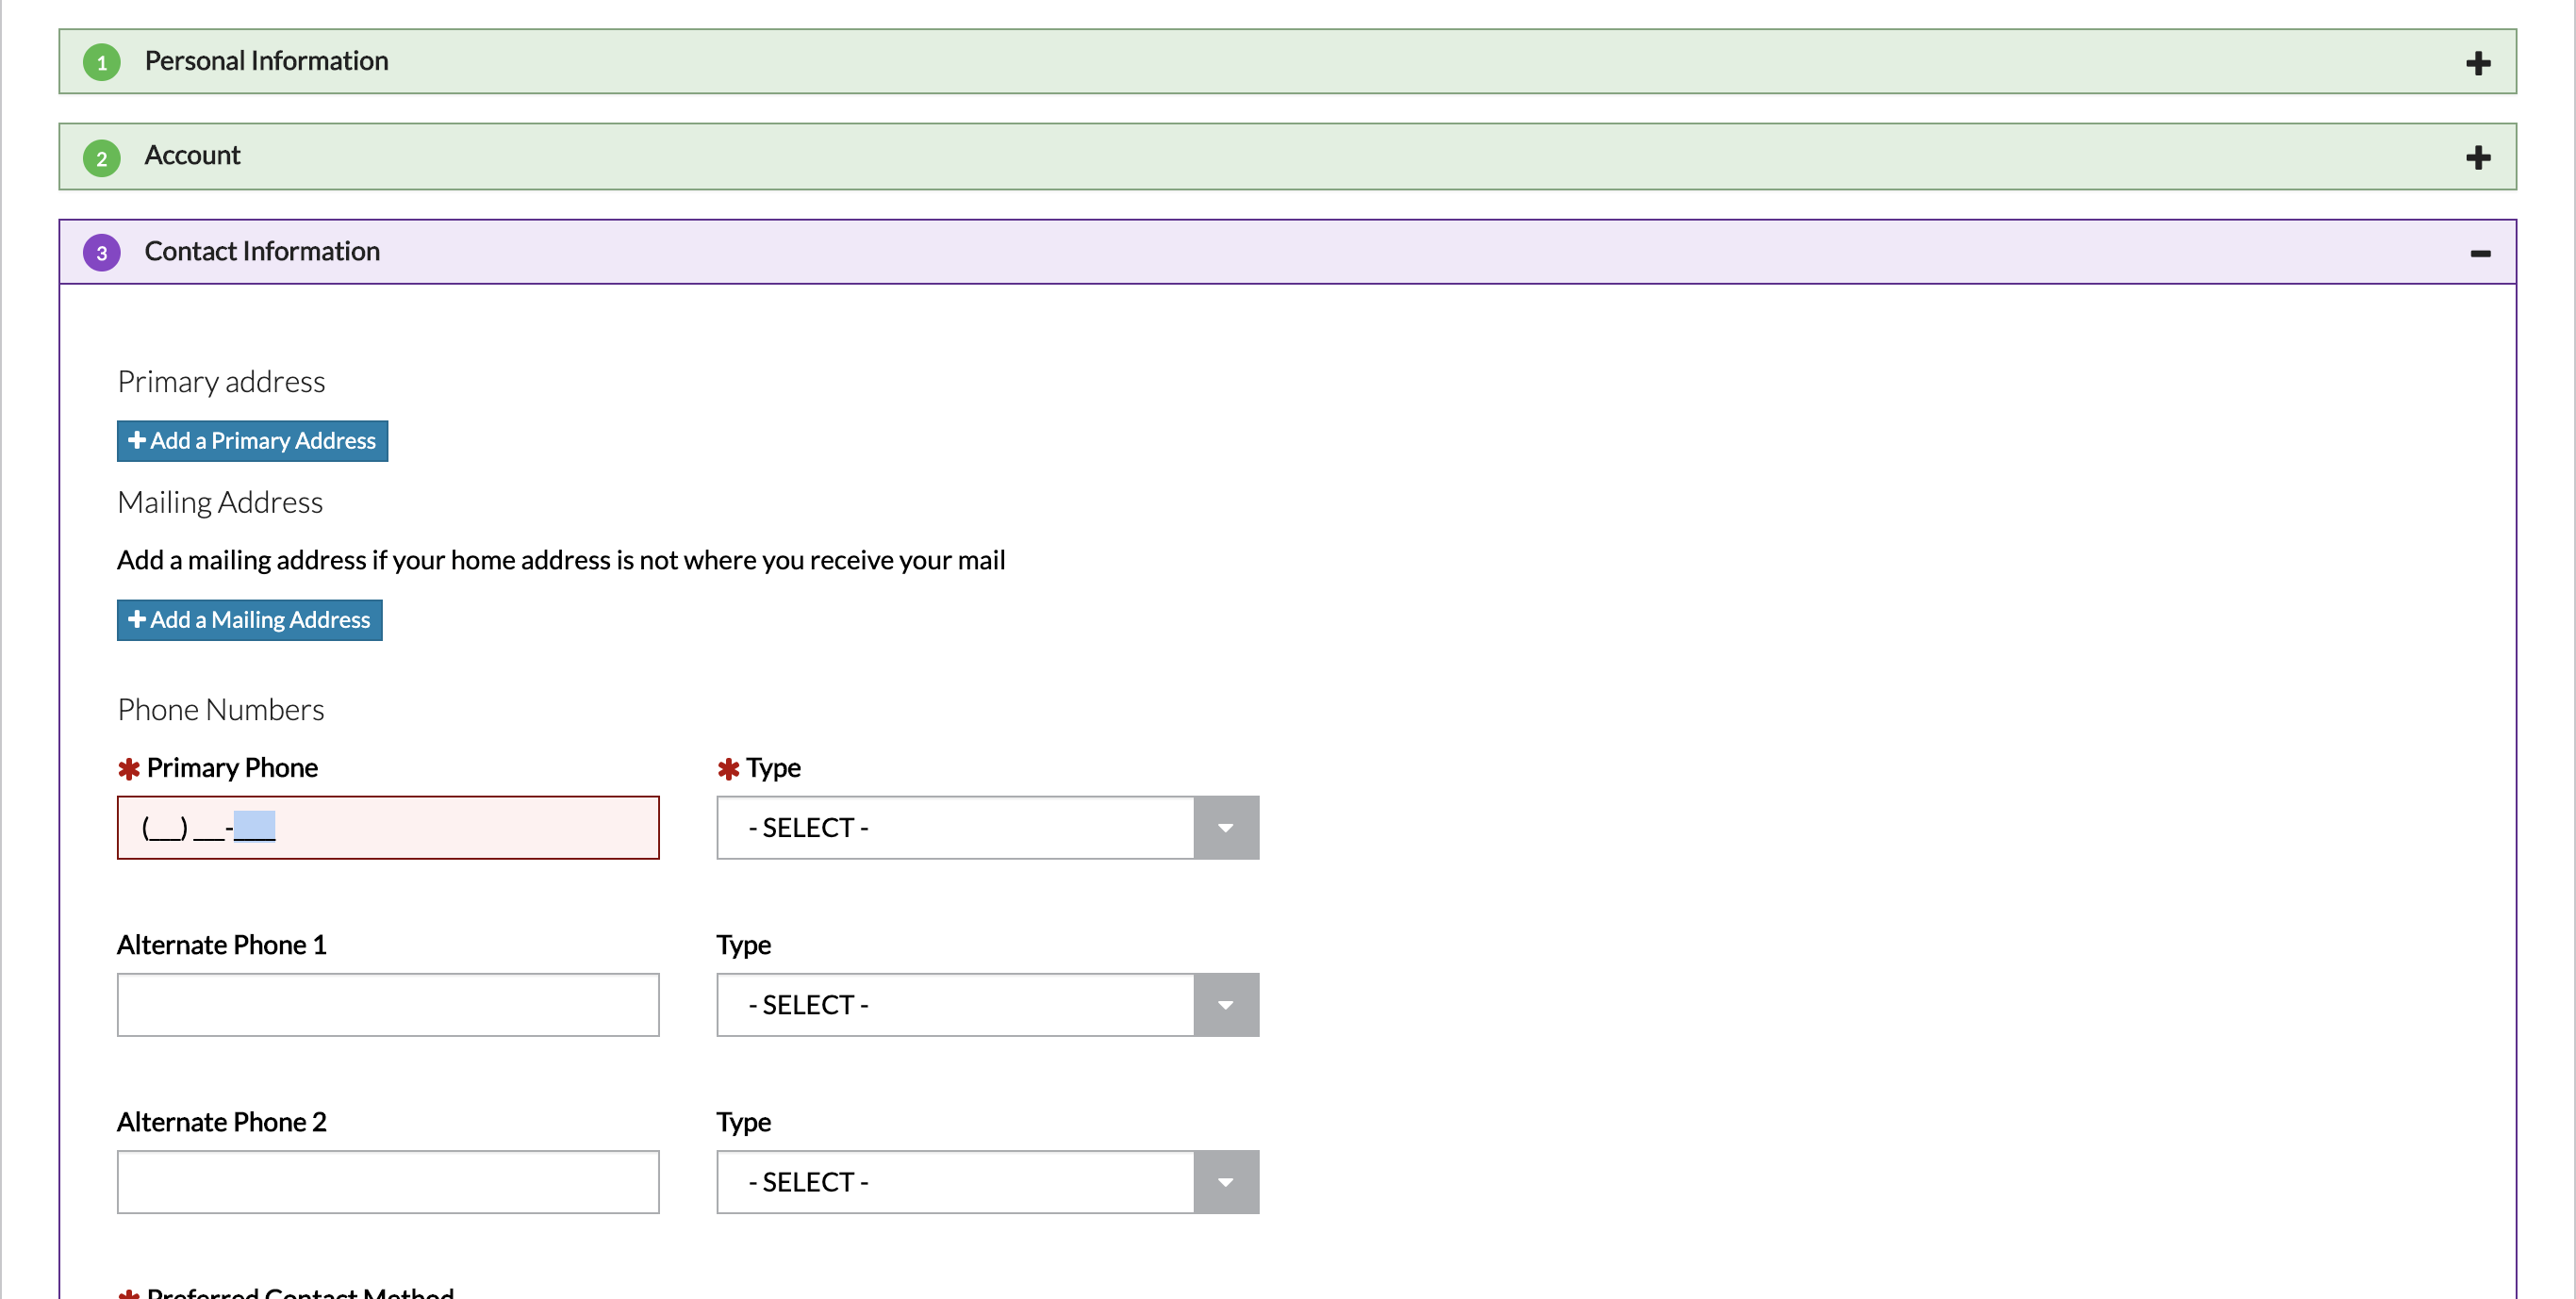 1 Personal Information
2 Account
3 Contact Information
Primary address
Add a Primary Address
Mailing Address
Add a mailing address if your home address is not where you receive your mail
Add a Mailing Address
Phone Numbers
* Primary Phone * Type
(___) ___-____ - SELECT -
Alternate Phone 1 Type
- SELECT -
Alternate Phone 2 Type
- SELECT -
* Preferred Contact Method